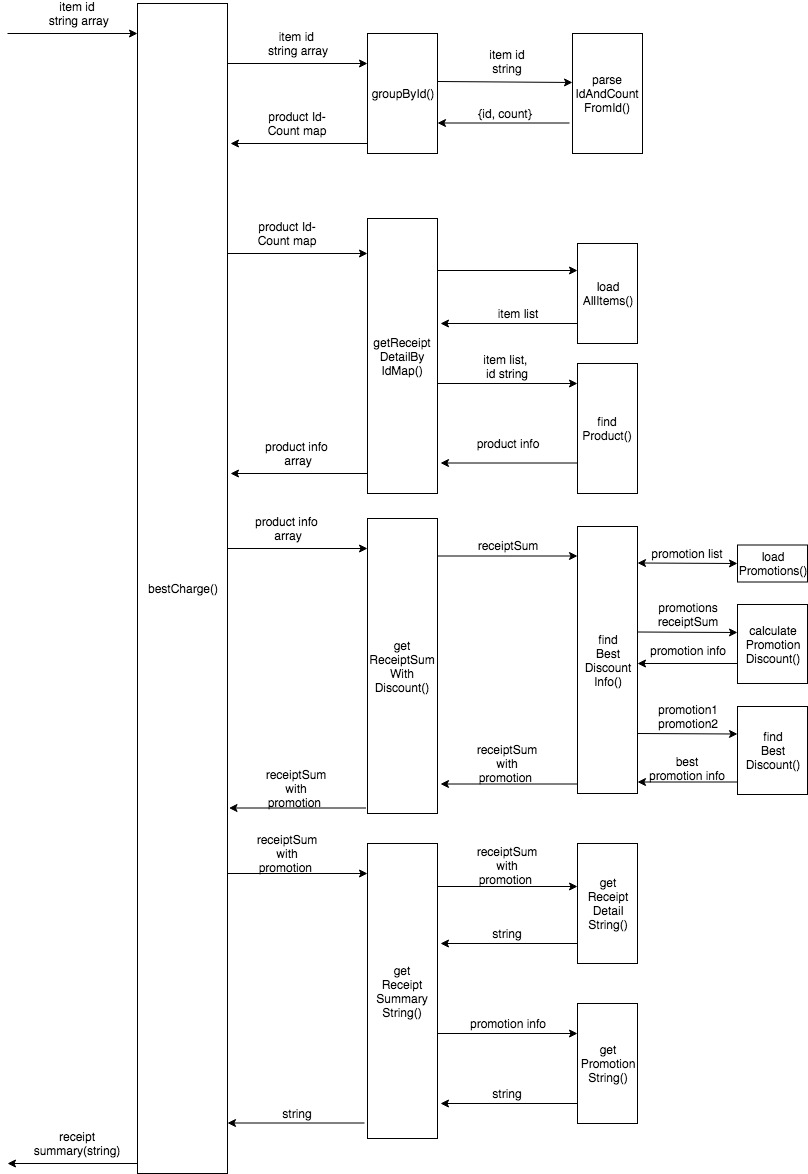 item id
string array
item id
string array
groupById()
item id
string
parse
IdAndCount
FromId()
{id, count}
product Id-
Count map
product Id-
Count map
getReceipt
DetailBy
IdMap()
load
AllItems()
item list
item list,
id string
find
Product()
product info
product info
array
product info
array
bestCharge()
get
ReceiptSum
With
Discount()
receiptSum
find
Best
Discount
Info()
promotion list
load
Promotions()
promotions
receiptSum
calculate
Promotion
Discount()
promotion info
promotion1
promotion2
find
Best
Discount()
best
promotion info
receiptSum
with
promotion
receiptSum
with
promotion
receiptSum
with
promotion
get
Receipt
Summary
String()
receiptSum
with
promotion
get
Receipt
Detail
String()
string
promotion info
get
Promotion
String()
string
string
receipt
summary(string)